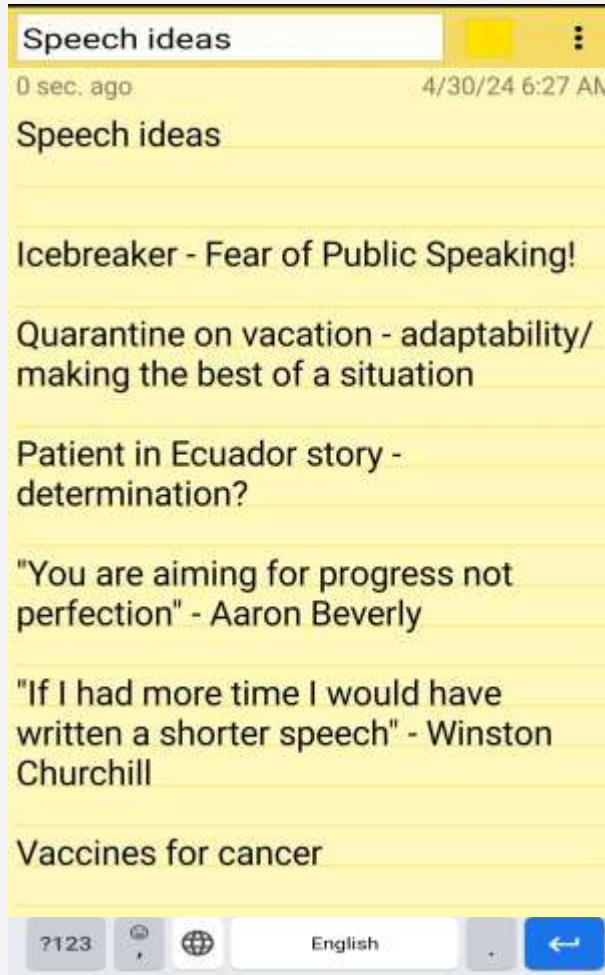 Speech ideas
0 sec. ago 4/30/24 6:27 AM
Speech ideas
Icebreaker - Fear of Public Speaking!
Quarantine on vacation - adaptability/
making the best of a situation
Patient in Ecuador story -
determination?
"You are aiming for progress not
perfection" - Aaron Beverly
"If I had more time I would have
written a shorter speech" - Winston
Churchill
Vaccines for cancer
?123 , English .